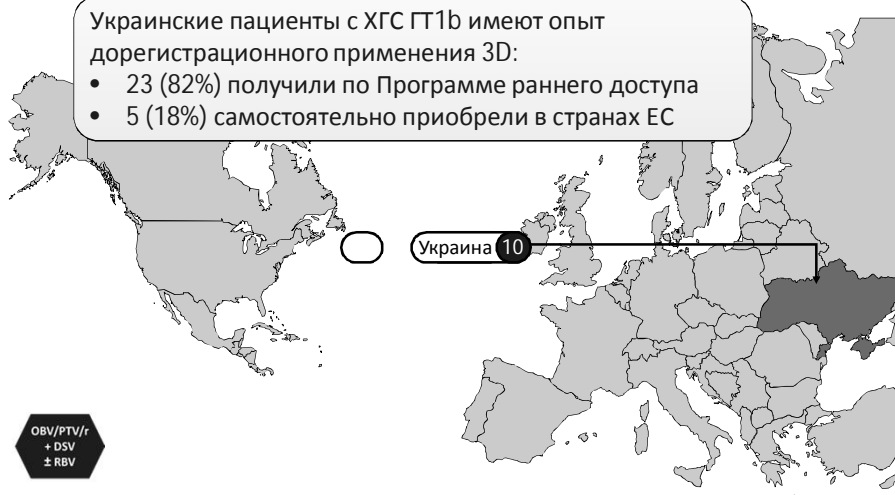 Украинские пациенты с ХГС ГТ1b имеют опыт
дорегистрационного применения 3D:
• 23 (82%) получили по Программе раннего доступа
• 5 (18%) самостоятельно приобрели в странах ЕС
Украина 10
OBV/PTV/r
+ DSV
± RBV